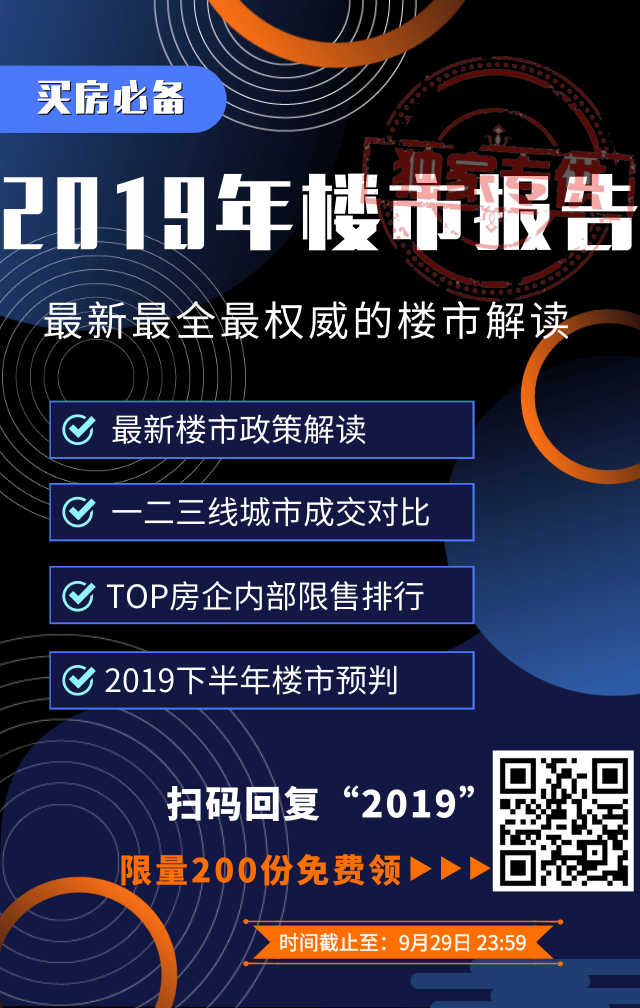 买房必备
独家专供
2019年楼市报告
最新最全最权威的楼市解读
最新楼市政策解读
一二三线城市成交对比
TOP房企内部限售排行
2019下半年楼市预判
扫码回复“2019”
限量200份免费领
时间截止至：9月29日 23:59